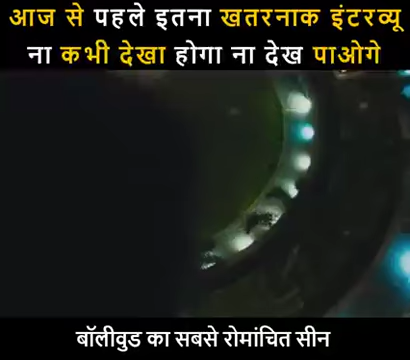 आज से पहले इतना खतरनाक इंटरव्यू
ना कभी देखा होगा ना देख पाओगे
बॉलीवुड का सबसे रोमांचित सीन